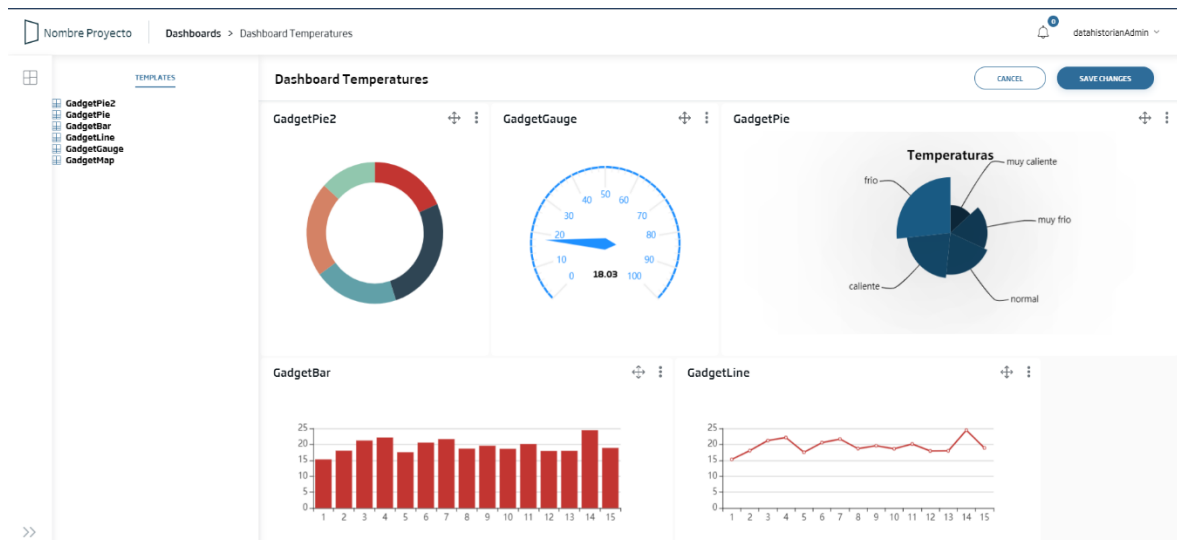 Nombre Proyecto
Dashboards > Dashboard Temperatures
0
datahistorianAdmin
TEMPLATES
GadgetPie2
GadgetPie
GadgetBar
GadgetLine
GadgetGauge
GadgetMap
Dashboard Temperatures
CANCEL
SAVE CHANGES
GadgetPie2
GadgetGauge
0
10
20
30
40
50
60
70
80
90
100
18.03
GadgetPie
Temperaturas
muy caliente
frio
muy frio
caliente
normal
GadgetBar
25
20
15
10
5
0
1 2 3 4 5 6 7 8 9 10 11 12 13 14 15
GadgetLine
25
20
15
10
5
0
1 2 3 4 5 6 7 8 9 10 11 12 13 14 15